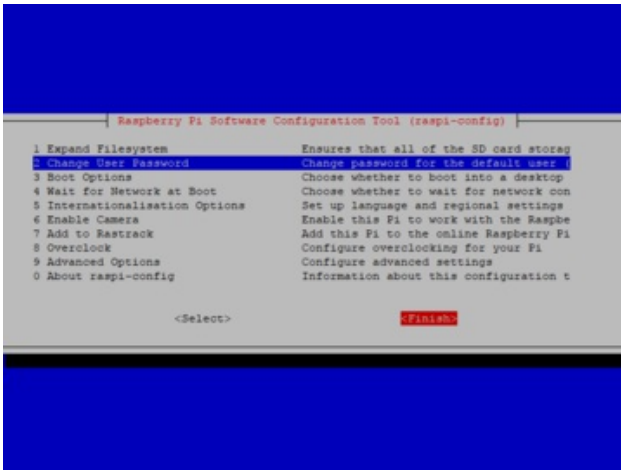 Raspberry Pi Software Configuration Tool (raspi-config)
1 Expand Filesystem Ensures that all of the SD card storag
2 Change User Password Change password for the default user (
3 Boot Options Choose whether to boot into a desktop
4 Wait for Network at Boot Choose whether to wait for network con
5 Internationalisation Options Set up language and regional settings
6 Enable Camera Enable this Pi to work with the Raspbe
7 Add to Rastrack Add this Pi to the online Raspberry Pi
8 Overclock Configure overclocking for your Pi
9 Advanced Options Configure advanced settings
0 About raspi-config Information about this configuration t
<Select> <Finish>